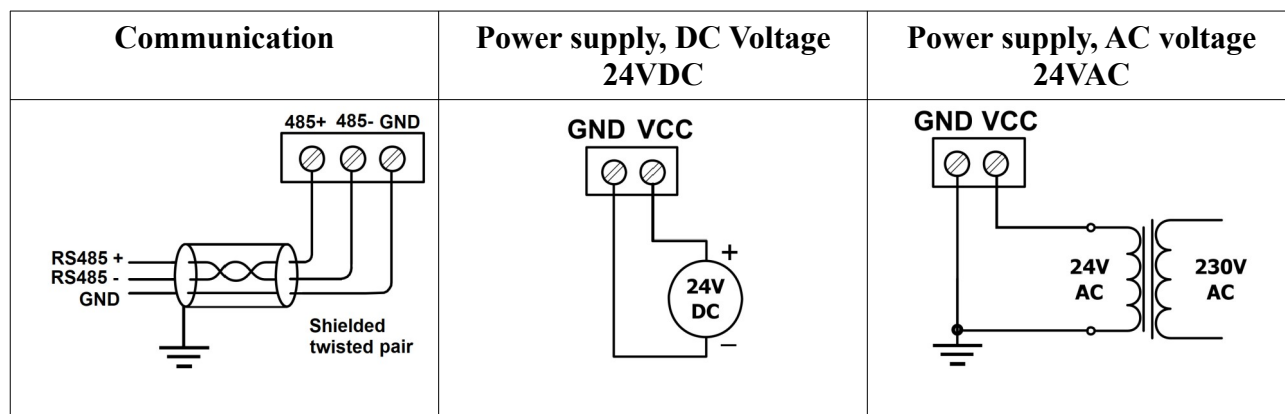 Communication
Power supply, DC Voltage
24VDC
Power supply, AC voltage
24VAC
485+ 485- GND
RS485 +
RS485 -
GND
Shielded
twisted pair
GND VCC
+
24V
DC
−
GND VCC
24V
AC
230V
AC